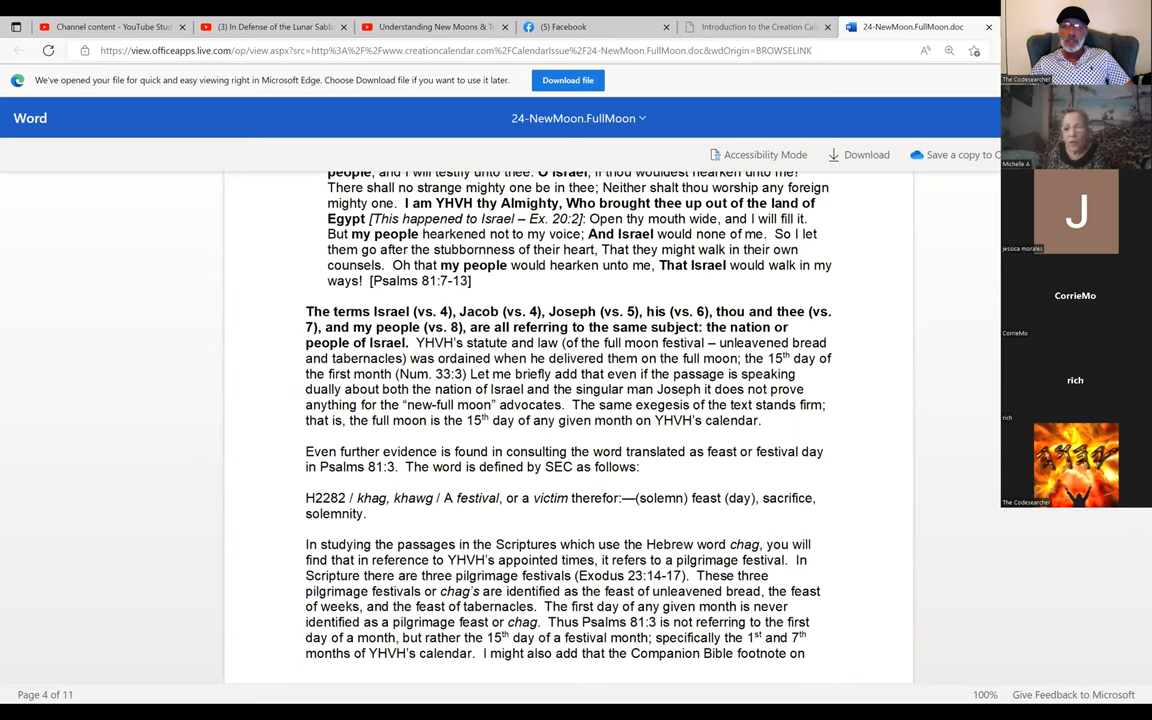 Channel content - YouTube Stud
(3) In Defense of the Lunar Sabb
Understanding New Moons & T
(5) Facebook
Introduction to the Creation Cal
24-NewMoon.FullMoon.doc
https://view.officeapps.live.com/op/view.aspx?src=http%3A%2F%2Fwww.creationcalendar.com%2FCalendarIssue%2F24-NewMoon.FullMoon.doc&wdOrigin=BROWSELINK
We've opened your file for quick and easy viewing right in Microsoft Edge. Choose Download file if you want to use it later.
Download file
Word
24-NewMoon.FullMoon
Accessibility Mode
Download
Save a copy to O
people, and I will testify unto thee: O Israel, if thou wouldest hearken unto me!
There shall no strange mighty one be in thee; Neither shalt thou worship any foreign
mighty one. I am YHVH thy Almighty, Who brought thee up out of the land of
Egypt [This happened to Israel – Ex. 20:2]: Open thy mouth wide, and I will fill it.
But my people hearkened not to my voice; And Israel would none of me. So I let
them go after the stubbornness of their heart, That they might walk in their own
counsels. Oh that my people would hearken unto me, That Israel would walk in my
ways! [Psalms 81:7-13]
The terms Israel (vs. 4), Jacob (vs. 4), Joseph (vs. 5), his (vs. 6), thou and thee (vs.
7), and my people (vs. 8), are all referring to the same subject: the nation or
people of Israel. YHVH's statute and law (of the full moon festival – unleavened bread
and tabernacles) was ordained when he delivered them on the full moon; the 15th day of
the first month (Num. 33:3) Let me briefly add that even if the passage is speaking
dually about both the nation of Israel and the singular man Joseph it does not prove
anything for the "new-full moon" advocates. The same exegesis of the text stands firm;
that is, the full moon is the 15th day of any given month on YHVH's calendar.
Even further evidence is found in consulting the word translated as feast or festival day
in Psalms 81:3. The word is defined by SEC as follows:
H2282 / khag, khawg / A festival, or a victim therefor:—(solemn) feast (day), sacrifice,
solemnity.
In studying the passages in the Scriptures which use the Hebrew word chag, you will
find that in reference to YHVH's appointed times, it refers to a pilgrimage festival. In
Scripture there are three pilgrimage festivals (Exodus 23:14-17). These three
pilgrimage festivals or chag's are identified as the feast of unleavened bread, the feast
of weeks, and the feast of tabernacles. The first day of any given month is never
identified as a pilgrimage feast or chag. Thus Psalms 81:3 is not referring to the first
day of a month, but rather the 15th day of a festival month; specifically the 1st and 7th
months of YHVH's calendar. I might also add that the Companion Bible footnote on
Page 4 of 11
100%
Give Feedback to Microsoft
The Codesearcher
Michelle A
J
jessica morales
CorrieMo
CorrieMo
rich
rich
The Codesearcher